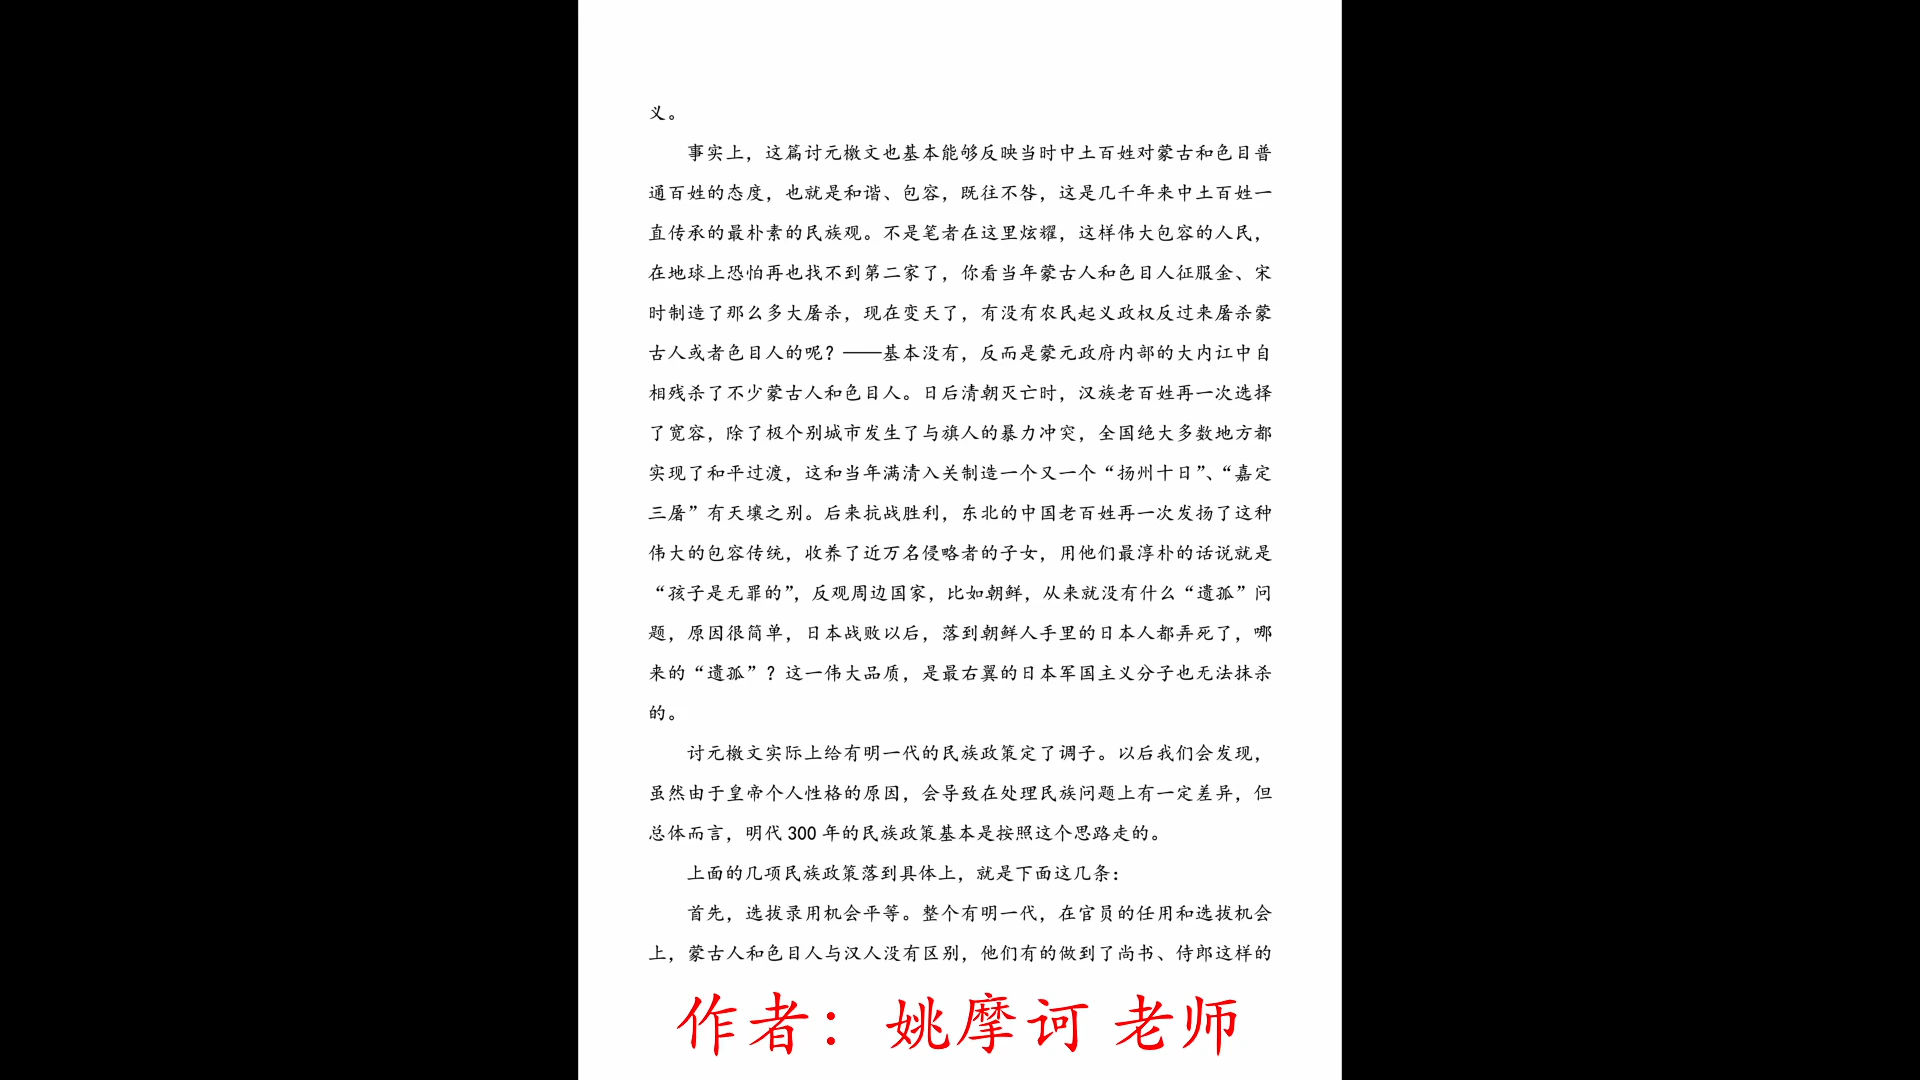 义。
事实上，这篇讨元檄文也基本能够反映当时中土百姓对蒙古和色目普
通百姓的态度，也就是和谐、包容，既往不咎，这是几千年来中土百姓一
直传承的最朴素的民族观。不是笔者在这里炫耀，这样伟大包容的人民，
在地球上恐怕再也找不到第二家了，你看当年蒙古人和色目人征服金、宋
时制造了那么多大屠杀，现在变天了，有没有农民起义政权反过来屠杀蒙
古人或者色目人的呢？——基本没有，反而是蒙元政府内部的大内讧中自
相残杀了不少蒙古人和色目人。日后清朝灭亡时，汉族老百姓再一次选择
了宽容，除了极个别城市发生了与旗人的暴力冲突，全国绝大多数地方都
实现了和平过渡，这和当年满清入关制造一个又一个“扬州十日”、“嘉定
三屠”有天壤之别。后来抗战胜利，东北的中国老百姓再一次发扬了这种
伟大的包容传统，收养了近万名侵略者的子女，用他们最淳朴的话说就是
“孩子是无罪的”，反观周边国家，比如朝鲜，从来就没有什么“遗孤”问
题，原因很简单，日本战败以后，落到朝鲜人手里的日本人都弄死了，哪
来的“遗孤”？这一伟大品质，是最右翼的日本军国主义分子也无法抹杀
的。
讨元檄文实际上给有明一代的民族政策定了调子。以后我们会发现，
虽然由于皇帝个人性格的原因，会导致在处理民族问题上有一定差异，但
总体而言，明代 300 年的民族政策基本是按照这个思路走的。
上面的几项民族政策落到具体上，就是下面这几条：
首先，选拔录用机会平等。整个有明一代，在官员的任用和选拔机会
上，蒙古人和色目人与汉人没有区别，他们有的做到了尚书、侍郎这样的
作者：姚摩诃 老师